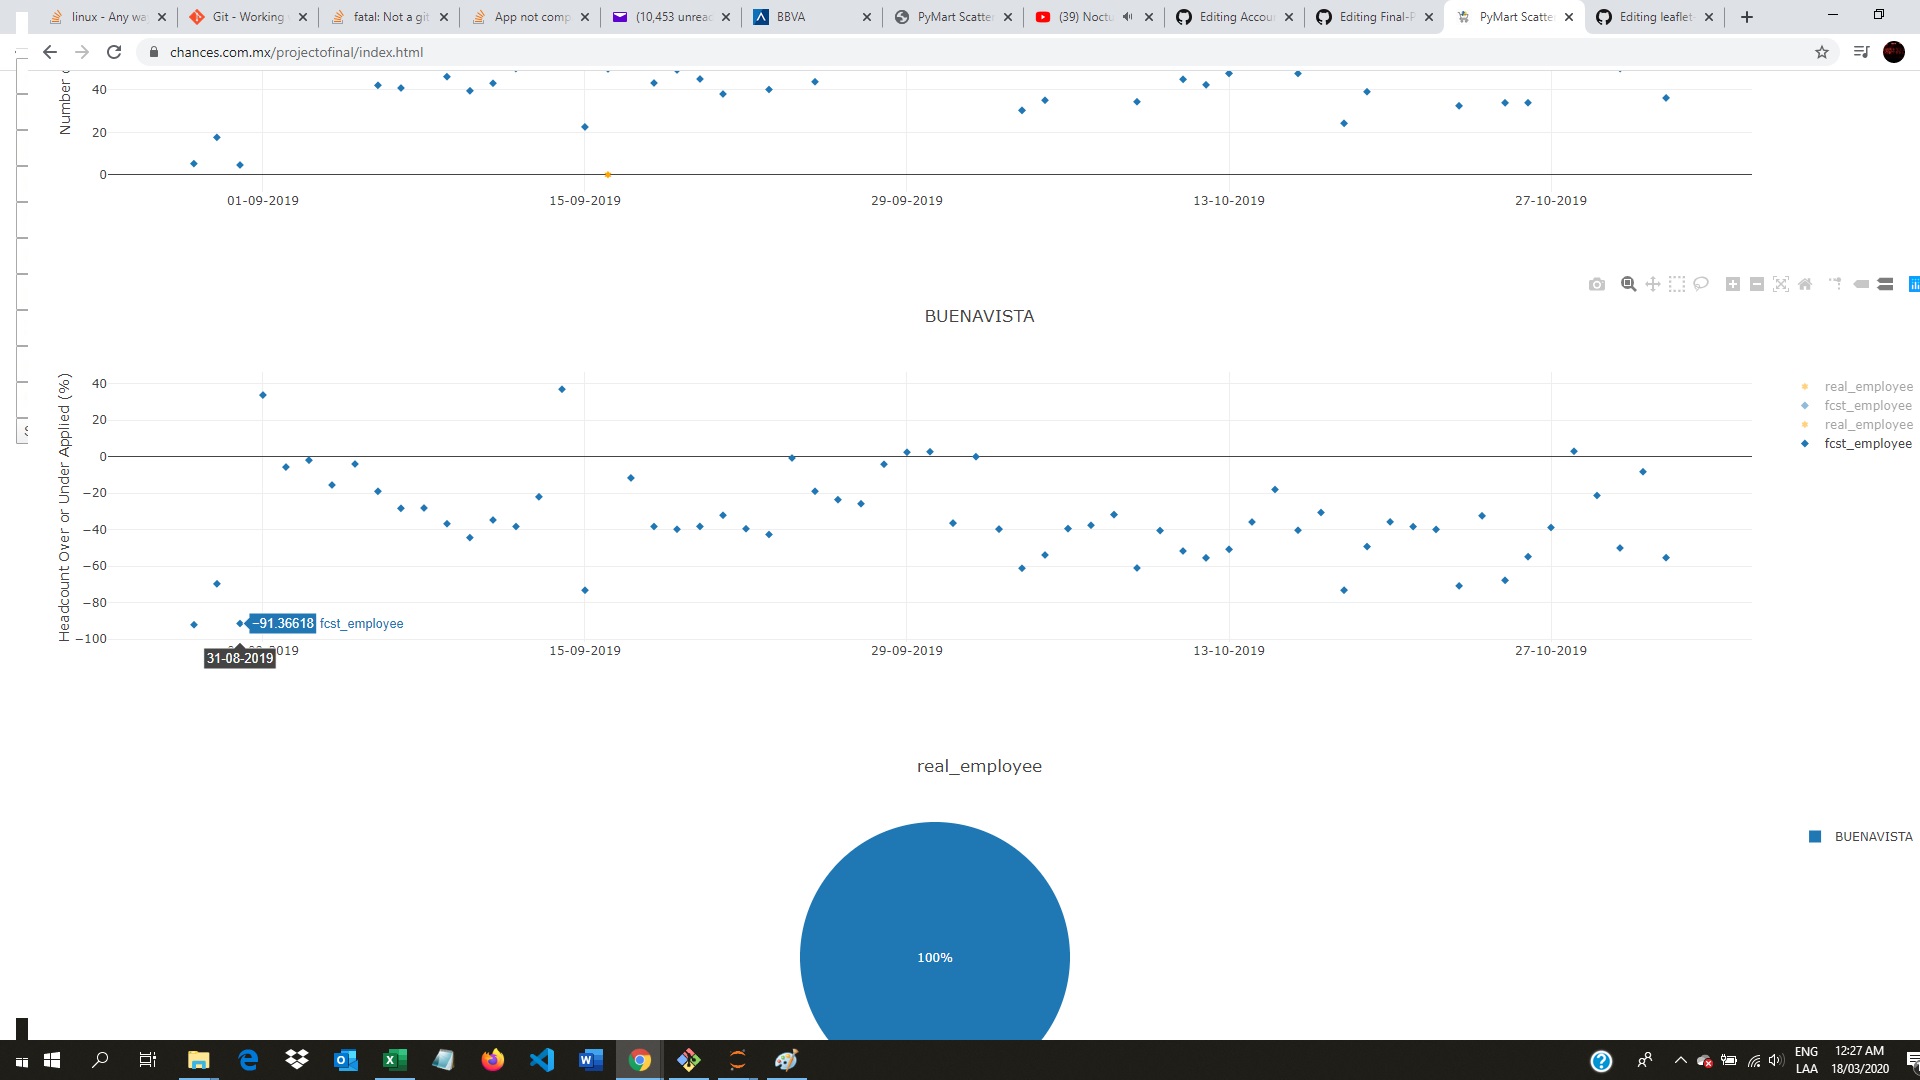 linux - Any wa
Git - Working
fatal: Not a git
App not comp
(10,453 unreac
BBVA
PyMart Scatte
(39) Noctu
Editing Accou
Editing Final-P
PyMart Scatte
Editing leaflet
chances.com.mx/projectofinal/index.html
Number
40
20
0
01-09-2019
15-09-2019
29-09-2019
13-10-2019
27-10-2019
BUENAVISTA
Headcount Over or Under Applied (%)
40
20
0
−20
−40
−60
−80
−100
real_employee
fcst_employee
real_employee
fcst_employee
−91.36618 fcst_employee
31-08-2019
15-09-2019
29-09-2019
13-10-2019
27-10-2019
real_employee
BUENAVISTA
100%
ENG
LAA
12:27 AM
18/03/2020